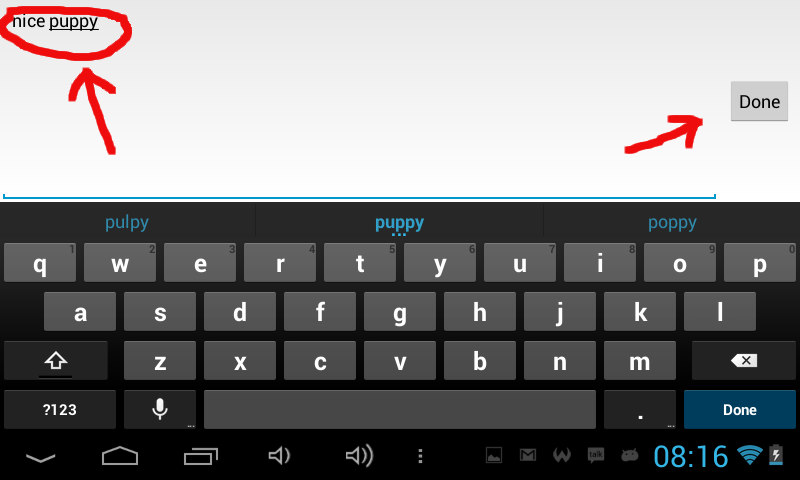 nice puppy
Done
pulpy puppy poppy
1 2 3 4 5 6 7 8 9 0
q w e r t y u i o p
a s d f g h j k l
z x c v b n m
?123 . ... Done
talk 08:16